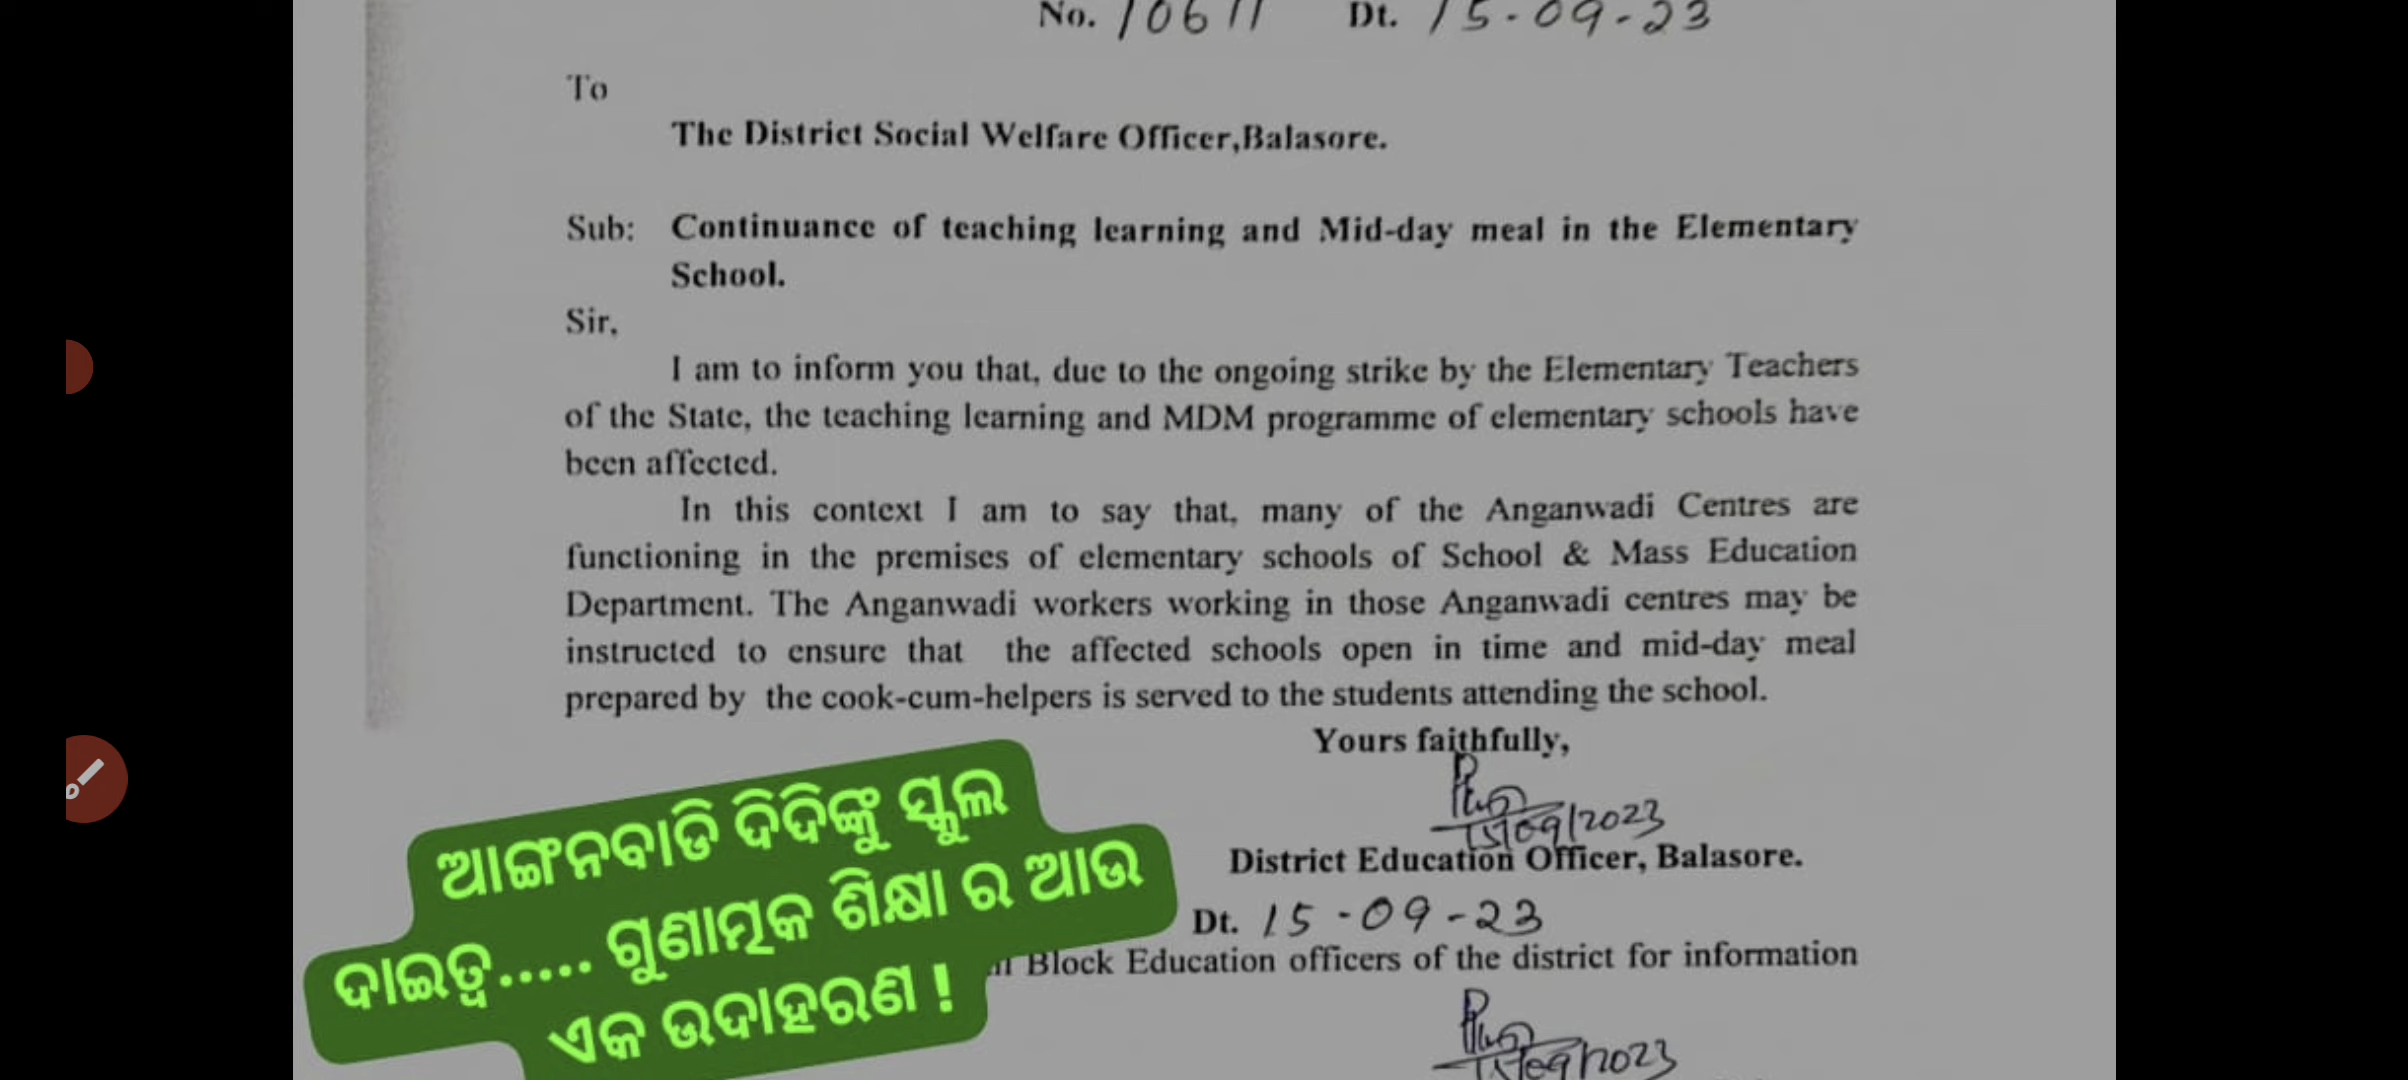 No. 10611 Dt. 15-09-23
To
The District Social Welfare Officer,Balasore.
Sub: Continuance of teaching learning and Mid-day meal in the Elementary
School.
Sir,
I am to inform you that, due to the ongoing strike by the Elementary Teachers
of the State, the teaching learning and MDM programme of elementary schools have
been affected.
In this context I am to say that, many of the Anganwadi Centres are
functioning in the premises of elementary schools of School & Mass Education
Department. The Anganwadi workers working in those Anganwadi centres may be
instructed to ensure that the affected schools open in time and mid-day meal
prepared by the cook-cum-helpers is served to the students attending the school.
Yours faithfully,
15/09/2023
District Education Officer, Balasore.
Dt. 15-09-23
Block Education officers of the district for information
15/09/2023
ଆଙ୍ଗନବାଡି ଦିଦିଙ୍କୁ ସ୍କୁଲ
ଦାଇତ୍ୱ..... ଗୁଣାତ୍ମକ ଶିକ୍ଷା ର ଆଉ
ଏକ ଉଦାହରଣ !